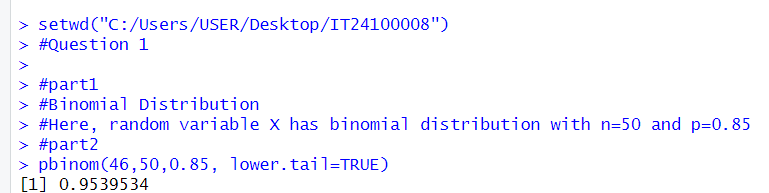 > setwd("C:/Users/USER/Desktop/IT24100008")
> #Question 1
>
> #part1
> #Binomial Distribution
> #Here, random variable X has binomial distribution with n=50 and p=0.85
> #part2
> pbinom(46,50,0.85, lower.tail=TRUE)
[1] 0.9539534